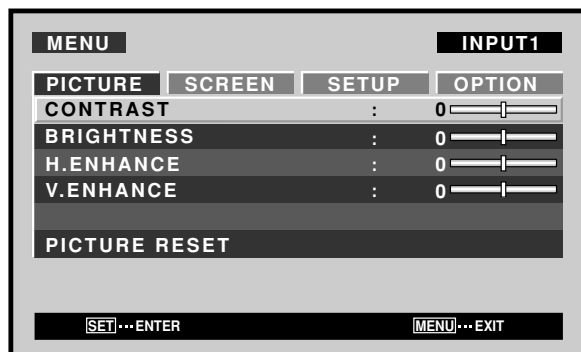 MENU INPUT1
PICTURE SCREEN SETUP OPTION
CONTRAST : 0
BRIGHTNESS : 0
H.ENHANCE : 0
V.ENHANCE : 0
PICTURE RESET
SET···ENTER MENU···EXIT